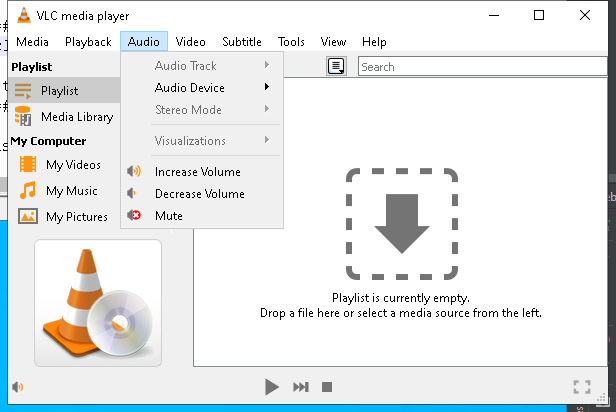 VLC media player
Media Playback Audio Video Subtitle Tools View Help
Playlist
Playlist
Media Library
My Computer
My Videos
My Music
My Pictures
Audio Track
Audio Device
Stereo Mode
Visualizations
Increase Volume
Decrease Volume
Mute
Search
Playlist is currently empty.
Drop a file here or select a media source from the left.